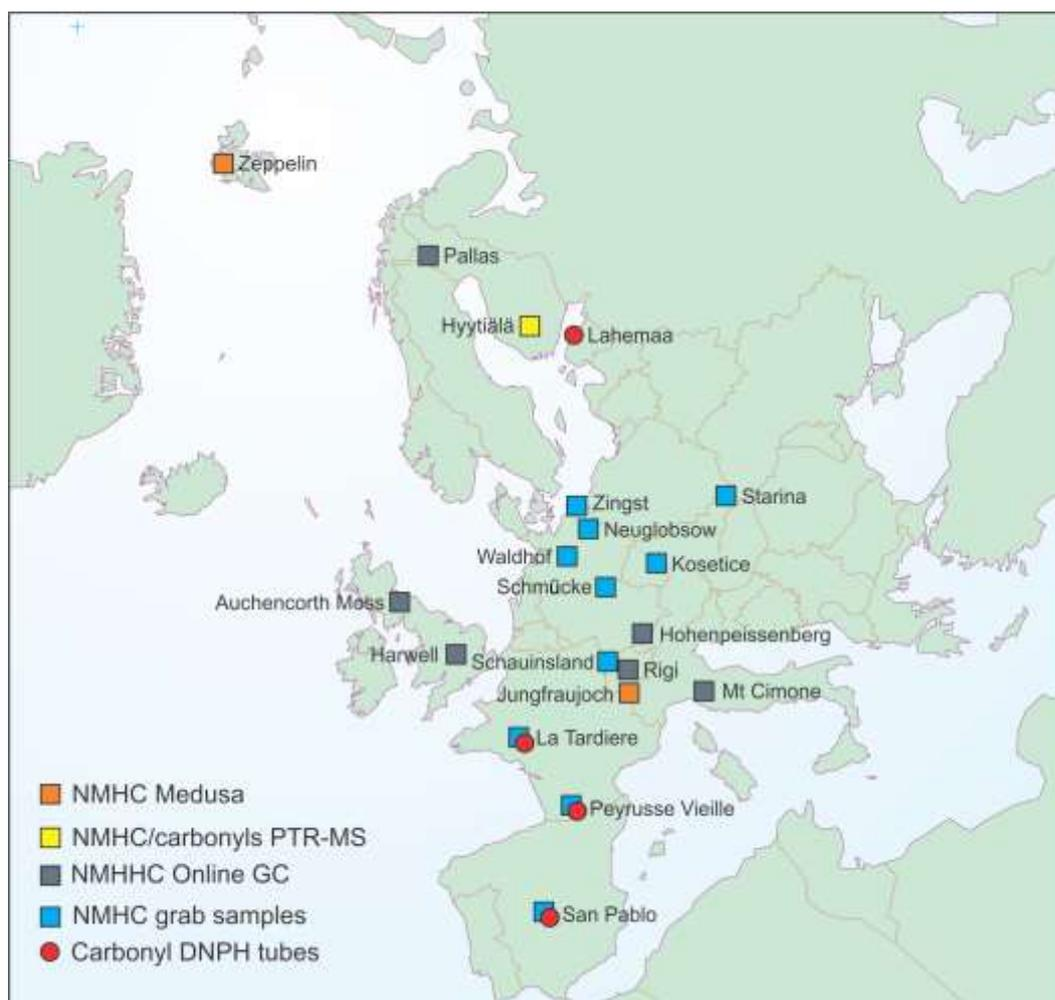 Zeppelin
Pallas
Hyytiälä
Lahemaa
Zingst
Starina
Neuglobsow
Waldhof
Kosetice
Schmücke
Auchencorth Moss
Hohenpeissenberg
Harwell
Schauinsland
Rigi
Jungfraujoch
Mt Cimone
La Tardiere
NMHC Medusa
Peyrusse Vieille
NMHC/carbonyls PTR-MS
NMHHC Online GC
NMHC grab samples
San Pablo
Carbonyl DNPH tubes